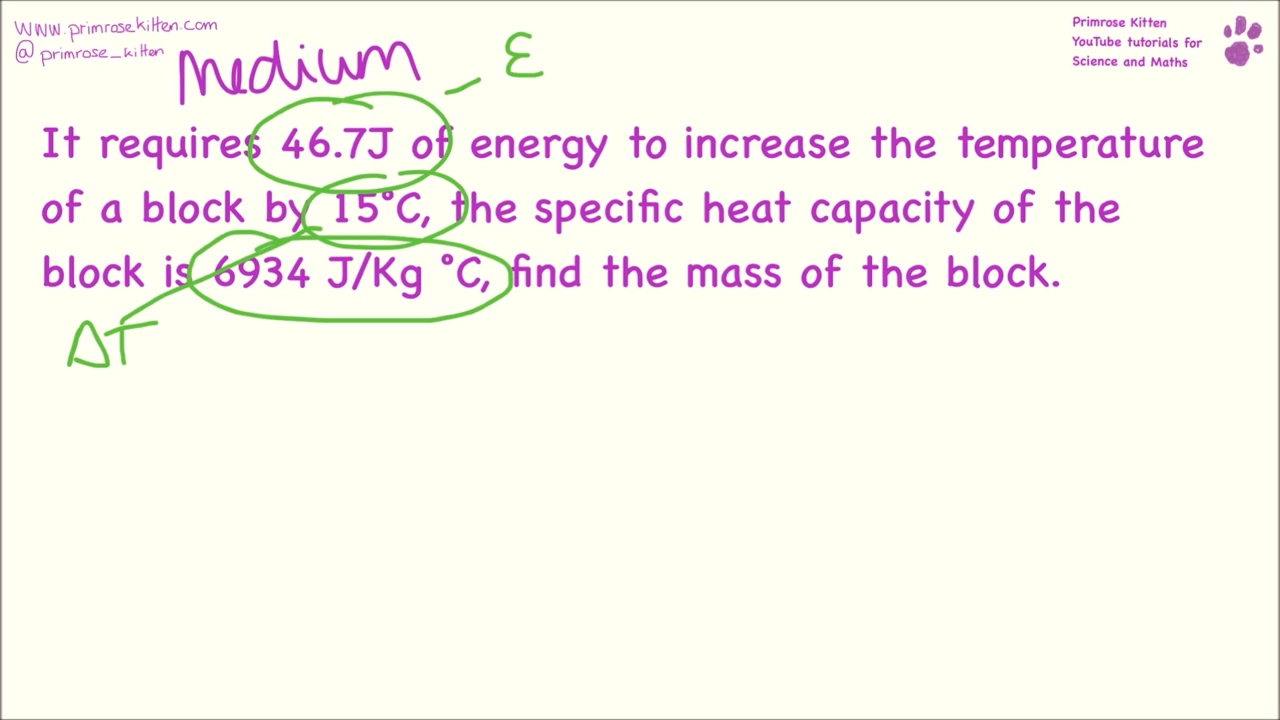 www.primrosekitten.com
@primrose_kitten
Primrose Kitten
YouTube tutorials for
Science and Maths
Medium
E
It requires 46.7J of energy to increase the temperature
of a block by 15°C, the specific heat capacity of the
block is 6934 J/Kg °C, find the mass of the block.
ΔT